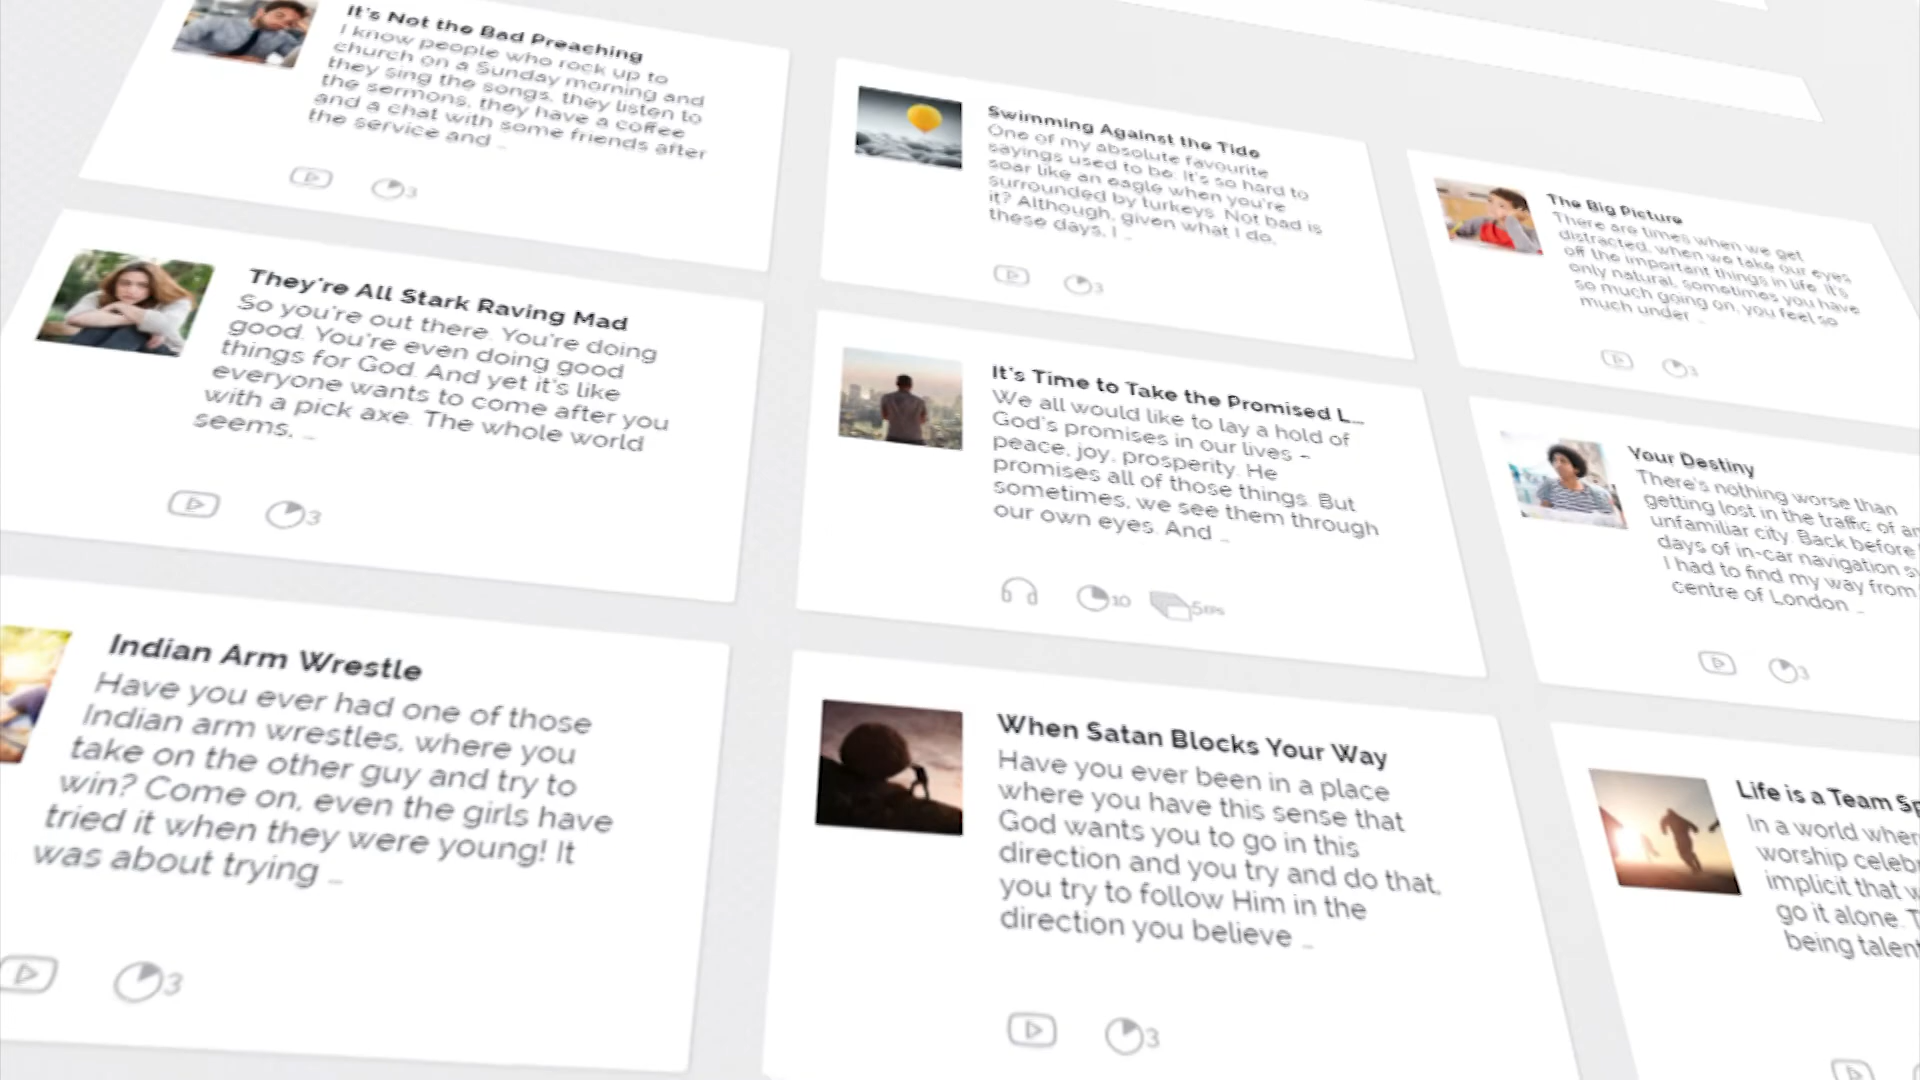 It's Not the Bad Preaching
I know people who rock up to
church on a Sunday morning and
they sing the songs, they listen to
the sermons, they have a coffee
and a chat with some friends after
the service and ...
3
Swimming Against the Tide
One of my absolute favourite
sayings used to be: It's so hard to
soar like an eagle when you're
surrounded by turkeys. Not bad is
it? Although, given what I do,
these days, I ...
3
The Big Picture
There are times when we get
distracted, when we take our eyes
off the important things in life. It's
only natural, sometimes you have
so much going on, you feel so
much under ...
3
They're All Stark Raving Mad
So you're out there. You're doing
good. You're even doing good
things for God. And yet it's like
everyone wants to come after you
with a pick axe. The whole world
seems, ...
3
It's Time to Take the Promised L...
We all would like to lay a hold of
God's promises in our lives –
peace, joy, prosperity. He
promises all of those things. But
sometimes, we see them through
our own eyes. And ...
10
5 EPS
Your Destiny
There's nothing worse than
getting lost in the traffic of an
unfamiliar city. Back before
days of in-car navigation
I had to find my way from
centre of London ...
3
Indian Arm Wrestle
Have you ever had one of those
Indian arm wrestles, where you
take on the other guy and try to
win? Come on, even the girls have
tried it when they were young! It
was about trying ...
3
When Satan Blocks Your Way
Have you ever been in a place
where you have this sense that
God wants you to go in this
direction and you try and do that,
you try to follow Him in the
direction you believe ...
3
Life is a Team Sp
In a world wher
worship celebr
implicit that w
go it alone. T
being talent